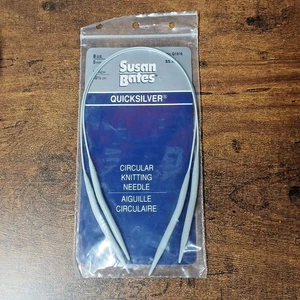 Susan
Bates®
QUICKSILVER®
CIRCULAR
KNITTING
NEEDLE
AIGUILLE
CIRCULAIRE